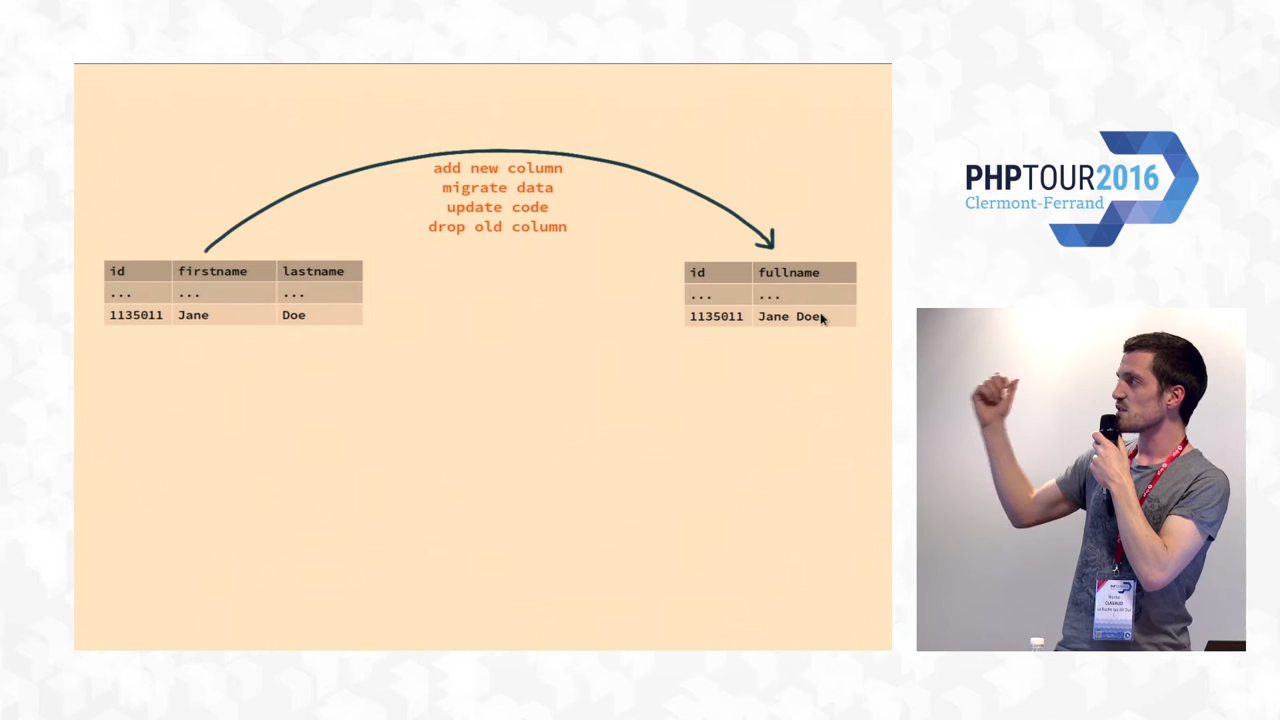 add new column
migrate data
update code
drop old column
id firstname lastname
... ... ...
1135011 Jane Doe
id fullname
... ...
1135011 Jane Doe
PHPTOUR2016
Clermont-Ferrand
CLAVAUD